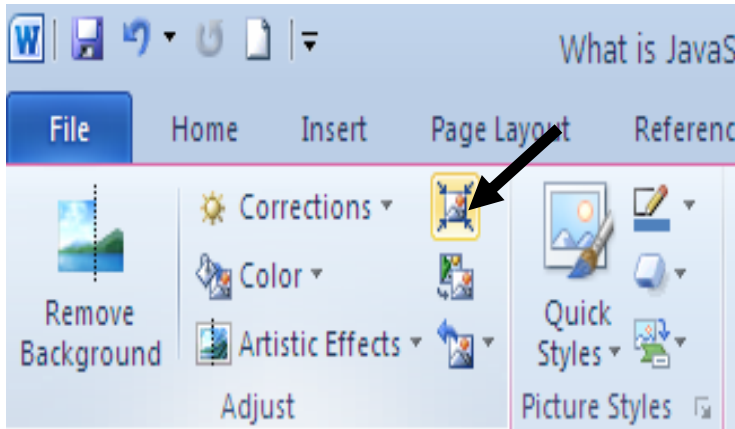 W
What is JavaS
File Home Insert Page Layout Referenc
Corrections
Color
Remove Background
Artistic Effects
Quick Styles
Adjust
Picture Styles